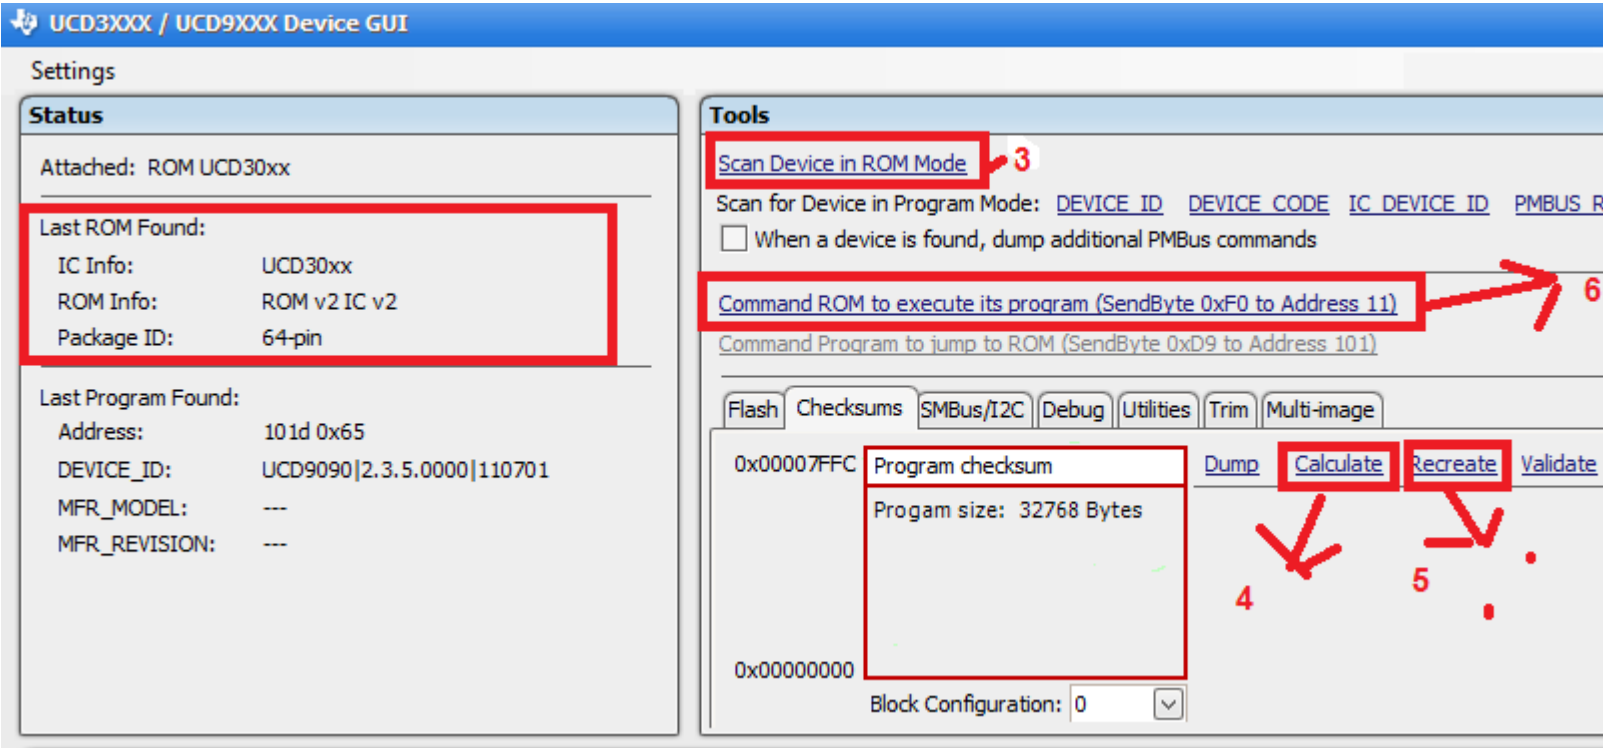 UCD3XXX / UCD9XXX Device GUI
Settings
Status
Attached: ROM UCD30xx
Last ROM Found:
IC Info: UCD30xx
ROM Info: ROM v2 IC v2
Package ID: 64-pin
Last Program Found:
Address: 101d 0x65
DEVICE_ID: UCD9090|2.3.5.0000|110701
MFR_MODEL: ---
MFR_REVISION: ---
Tools
Scan Device in ROM Mode 3
Scan for Device in Program Mode: DEVICE_ID DEVICE_CODE IC_DEVICE_ID PMBUS_R
When a device is found, dump additional PMBus commands
Command ROM to execute its program (SendByte 0xF0 to Address 11) 6
Command Program to jump to ROM (SendByte 0xD9 to Address 101)
Flash Checksums SMBus/I2C Debug Utilities Trim Multi-image
0x00007FFC Program checksum Dump Calculate Recreate Validate
Progam size: 32768 Bytes
4 5
0x00000000
Block Configuration: 0